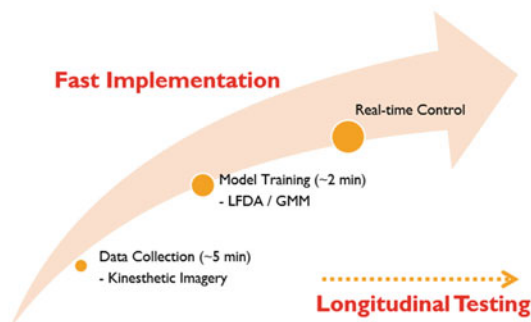 Fast Implementation
Real-time Control
Model Training (~2 min)
- LFDA / GMM
Data Collection (~5 min)
- Kinesthetic Imagery
Longitudinal Testing